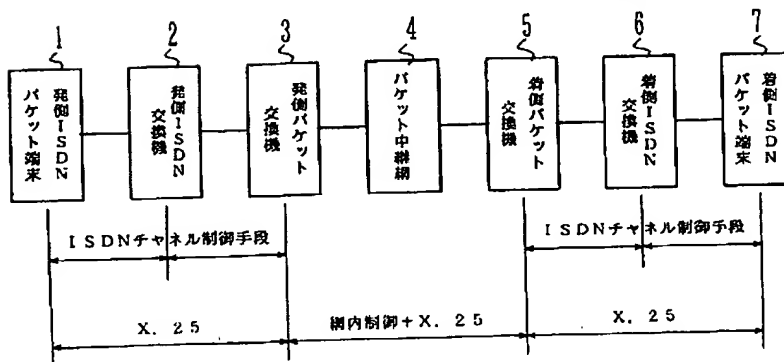 1
2
3
4
5
6
7
発側ISDN
パケット端末
発側ISDN
交換機
発側パケット
交換機
パケット中継網
着側パケット
交換機
着側ISDN
交換機
着側ISDN
パケット端末
ISDNチャネル制御手段
ISDNチャネル制御手段
X.25
網内制御+X.25
X.25